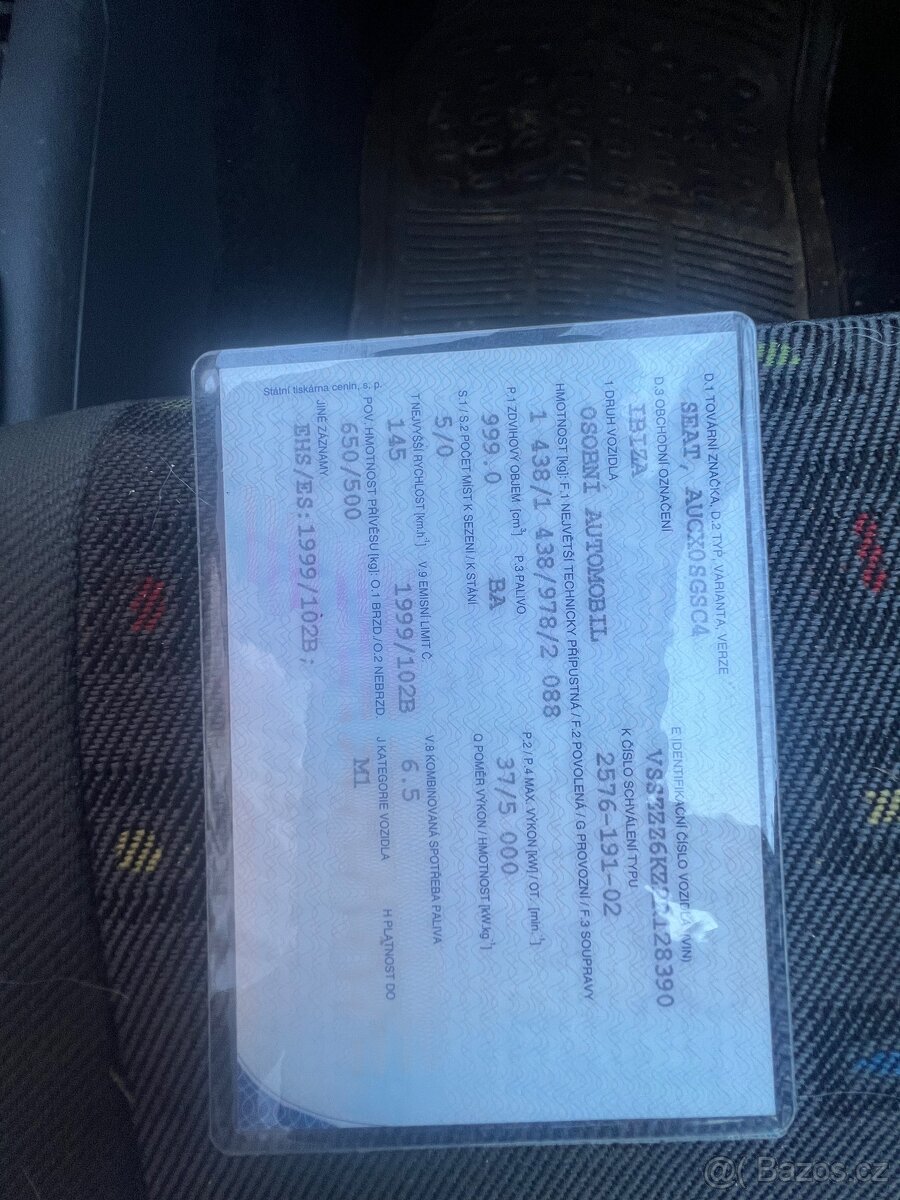 D.1 TOVÁRNÍ ZNAČKA, D.2 TYP, VARIANTA, VERZE
SEAT, AUCX08GSC4
E IDENTIFIKAČNÍ ČÍSLO VOZIDLA (VIN)
D.3 OBCHODNÍ OZNAČENÍ
IBIZA
K ČÍSLO SCHVÁLENÍ TYPU
2576-191-02
1 DRUH VOZIDLA
OSOBNÍ AUTOMOBIL
HMOTNOST [kg]: F.1 NEJVĚTŠÍ TECHNICKY PŘÍPUSTNÁ / F.2 POVOLENÁ / G PROVOZNÍ / F.3 SOUPRAVY
1 438/1 438/978/2 088
P.1 ZDVIHOVÝ OBJEM [cm³] P.3 PALIVO P.2 / P.4 MAX. VÝKON [kW] / OT. [min.⁻¹]
999.0 BA 37/5 000
S.1 / S.2 POČET MÍST K SEZENÍ / K STÁNÍ Q POMĚR VÝKON / HMOTNOST [kW.kg⁻¹]
5/0
T NEJVYŠŠÍ RYCHLOST [km.h⁻¹] V.9 EMISNÍ LIMIT Č. V.8 KOMBINOVANÁ SPOTŘEBA PALIVA
145 1999/102B 6.5
POV. HMOTNOST PŘÍVĚSU [kg]: O.1 BRZD./O.2 NEBRZD. J KATEGORIE VOZIDLA H PLATNOST DO
650/500 M1
JINÉ ZÁZNAMY
EHS/ES:1999/102B;
Státní tiskárna cenin, s. p.
@( Bazos.cz